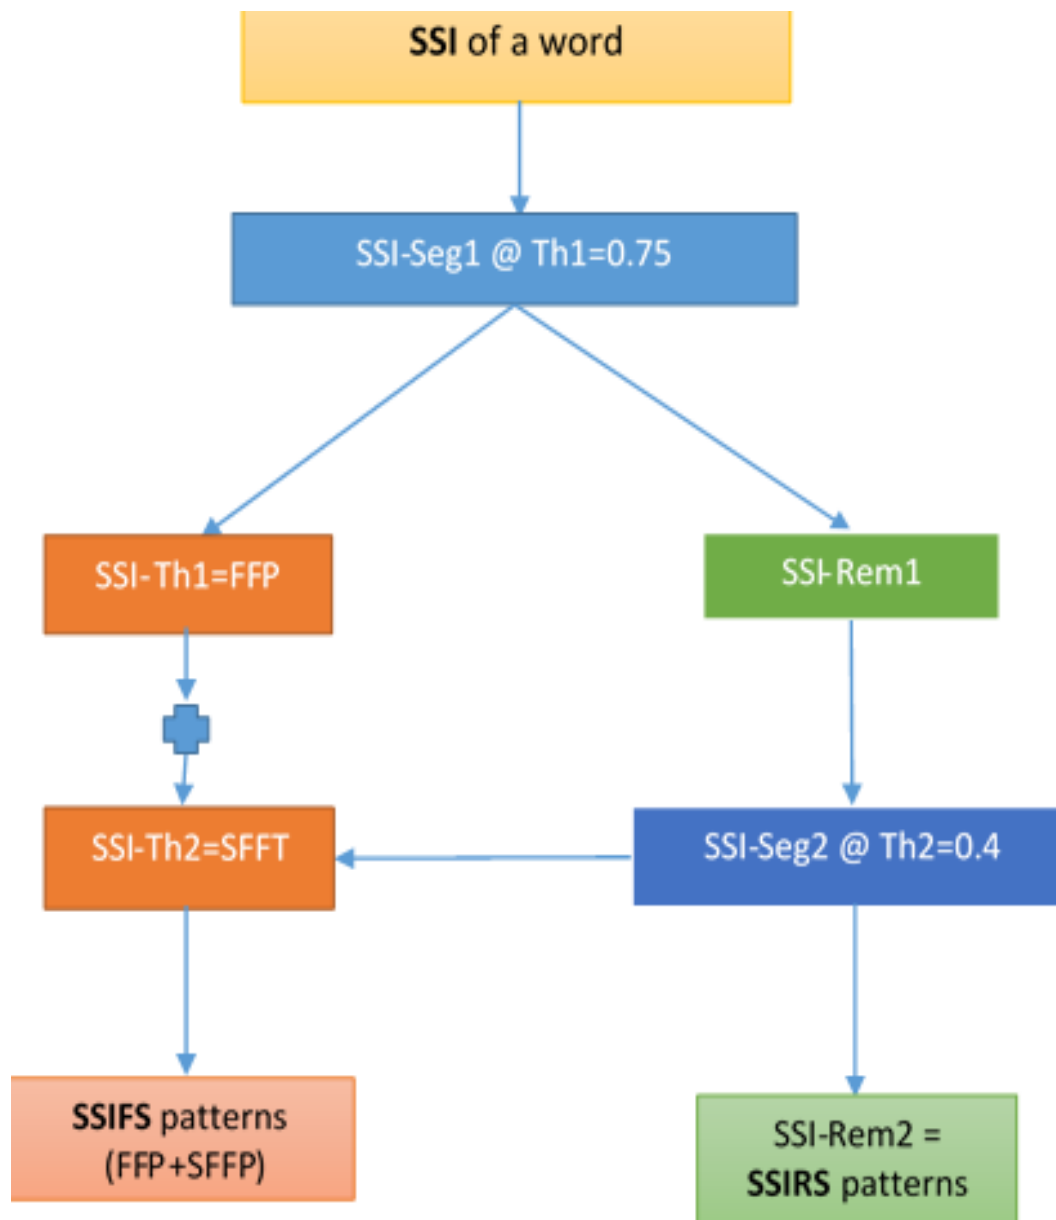 SSI of a word
SSI-Seg1 @ Th1=0.75
SSI-Th1=FFP
SSI-Rem1
SSI-Th2=SFFT
SSI-Seg2 @ Th2=0.4
SSIFS patterns
(FFP+SFFP)
SSI-Rem2 =
SSIRS patterns